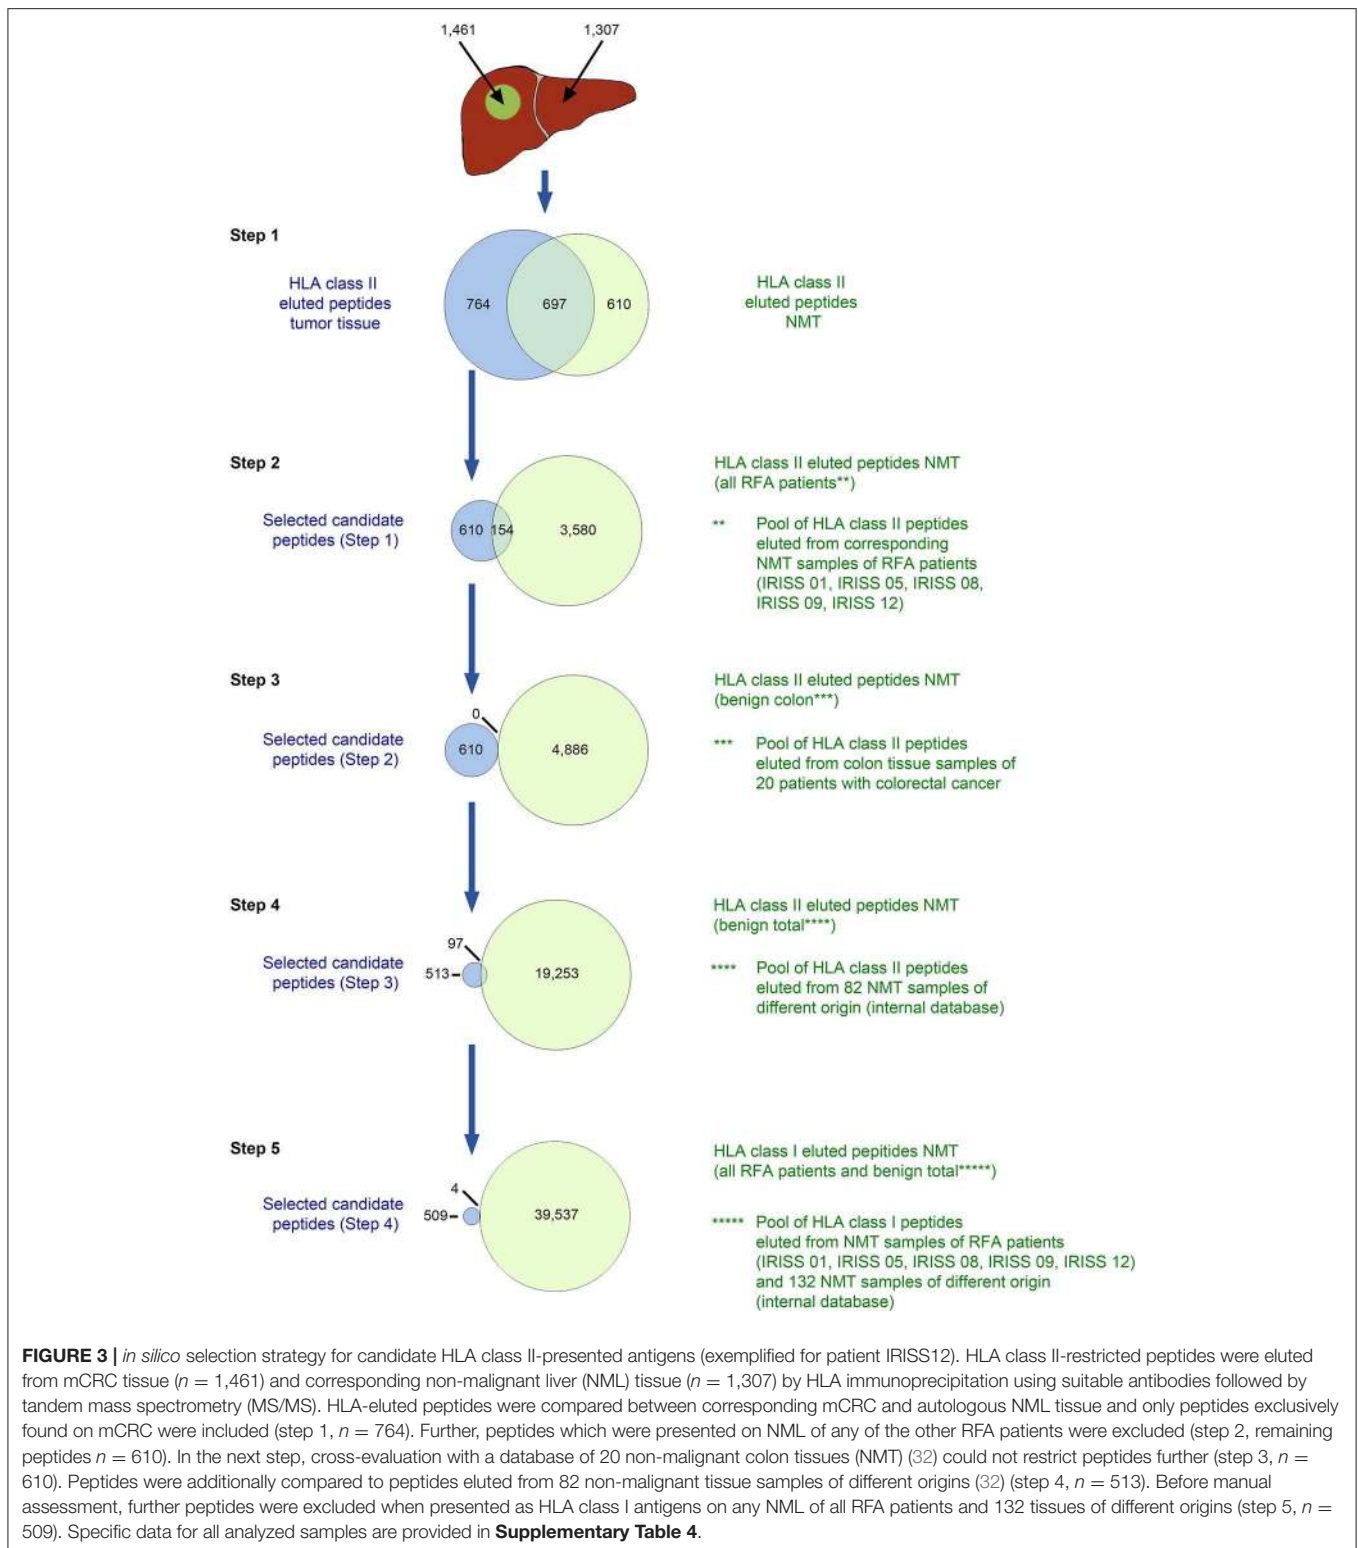 1,461
1,307
Step 1
HLA class II
eluted peptides
tumor tissue
764
697
610
HLA class II
eluted peptides
NMT
Step 2
Selected candidate
peptides (Step 1)
610
154
3,580
HLA class II eluted peptides NMT
(all RFA patients**)
** Pool of HLA class II peptides
eluted from corresponding
NMT samples of RFA patients
(IRISS 01, IRISS 05, IRISS 08,
IRISS 09, IRISS 12)
Step 3
Selected candidate
peptides (Step 2)
0
610
4,886
HLA class II eluted peptides NMT
(benign colon***)
*** Pool of HLA class II peptides
eluted from colon tissue samples of
20 patients with colorectal cancer
Step 4
Selected candidate
peptides (Step 3)
97
513
19,253
HLA class II eluted peptides NMT
(benign total****)
**** Pool of HLA class II peptides
eluted from 82 NMT samples of
different origin (internal database)
Step 5
Selected candidate
peptides (Step 4)
4
509
39,537
HLA class I eluted pepitides NMT
(all RFA patients and benign total*****)
***** Pool of HLA class I peptides
eluted from NMT samples of RFA patients
(IRISS 01, IRISS 05, IRISS 08, IRISS 09, IRISS 12)
and 132 NMT samples of different origin
(internal database)
FIGURE 3 | in silico selection strategy for candidate HLA class II-presented antigens (exemplified for patient IRISS12). HLA class II-restricted peptides were eluted
from mCRC tissue (n = 1,461) and corresponding non-malignant liver (NML) tissue (n = 1,307) by HLA immunoprecipitation using suitable antibodies followed by
tandem mass spectrometry (MS/MS). HLA-eluted peptides were compared between corresponding mCRC and autologous NML tissue and only peptides exclusively
found on mCRC were included (step 1, n = 764). Further, peptides which were presented on NML of any of the other RFA patients were excluded (step 2, remaining
peptides n = 610). In the next step, cross-evaluation with a database of 20 non-malignant colon tissues (NMT) (32) could not restrict peptides further (step 3, n =
610). Peptides were additionally compared to peptides eluted from 82 non-malignant tissue samples of different origins (32) (step 4, n = 513). Before manual
assessment, further peptides were excluded when presented as HLA class I antigens on any NML of all RFA patients and 132 tissues of different origins (step 5, n =
509). Specific data for all analyzed samples are provided in Supplementary Table 4.